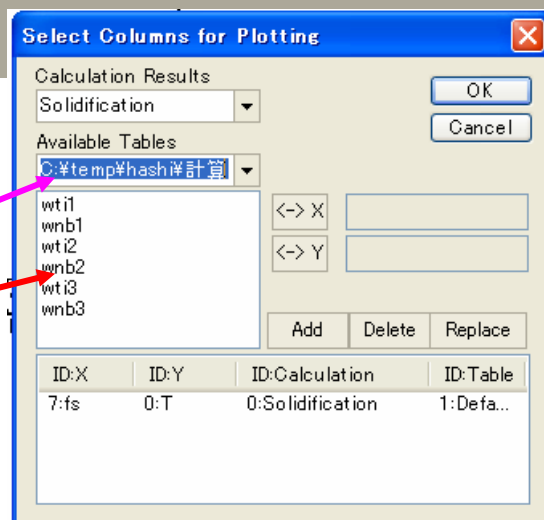 Select Columns for Plotting
Calculation Results
Solidification
OK
Cancel
Available Tables
C:¥temp¥hashi¥計算
wti1
wnb1
wti2
wnb2
wti3
wnb3
<-> X
<-> Y
Add Delete Replace
ID:X ID:Y ID:Calculation ID:Table
7:fs 0:T 0:Solidification 1:Defa...